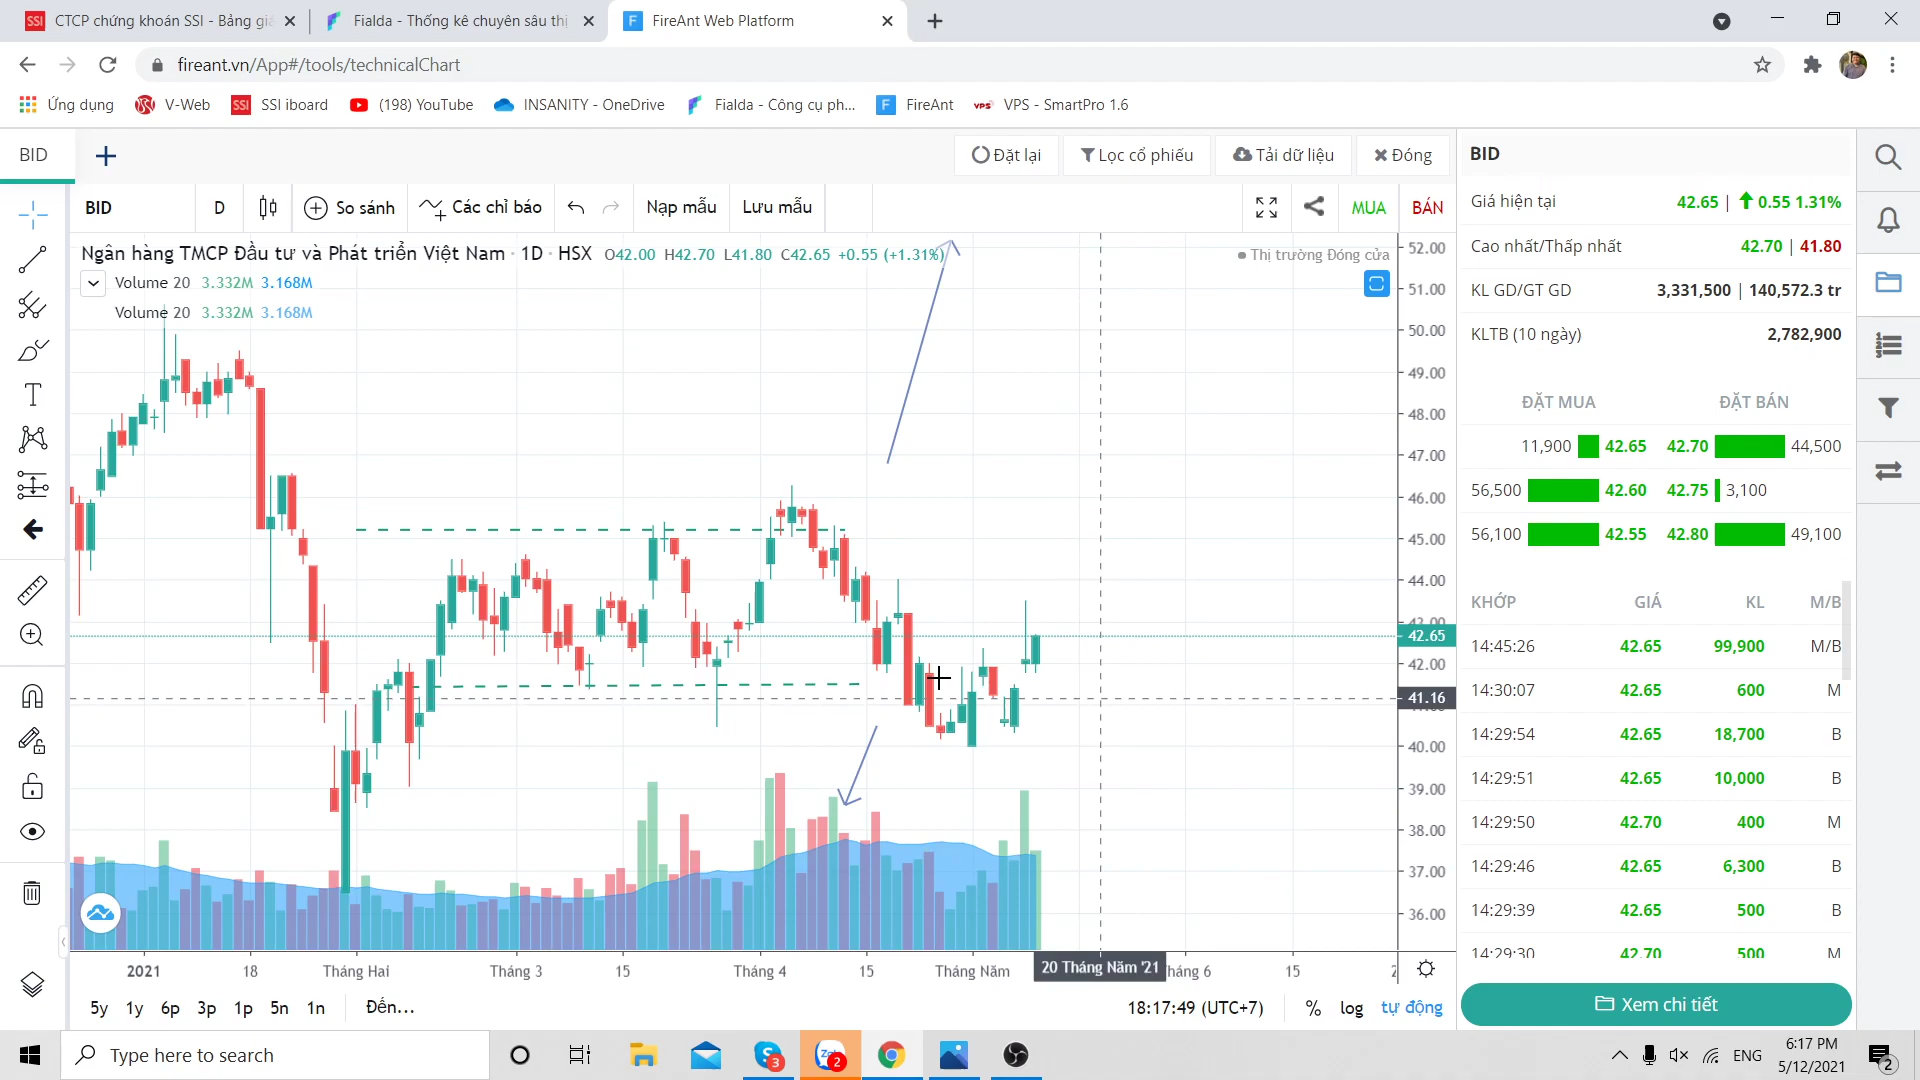 SSI CTCP chứng khoán SSI - Bảng giá
Fialda - Thống kê chuyên sâu thị
F FireAnt Web Platform
fireant.vn/App#/tools/technicalChart
Ứng dụng
V-Web
SSI SSI iboard
(198) YouTube
INSANITY - OneDrive
Fialda - Công cụ ph...
F FireAnt
VPS VPS - SmartPro 1.6
BID
Đặt lại
Lọc cổ phiếu
Tải dữ liệu
Đóng
BID
D
So sánh
Các chỉ báo
Nạp mẫu
Lưu mẫu
MUA
BÁN
Ngân hàng TMCP Đầu tư và Phát triển Việt Nam · 1D · HSX O42.00 H42.70 L41.80 C42.65 +0.55 (+1.31%)
Thị trường Đóng cửa
Volume 20 3.332M 3.168M
Volume 20 3.332M 3.168M
52.00
51.00
50.00
49.00
48.00
47.00
46.00
45.00
44.00
42.65
42.00
41.16
40.00
39.00
38.00
37.00
36.00
2021
18
Tháng Hai
Tháng 3
15
Tháng 4
15
Tháng Năm
20 Tháng Năm '21
háng 6
15
5y
1y
6p
3p
1p
5n
1n
Đến...
18:17:49 (UTC+7)
%
log
tự động
BID
Giá hiện tại 42.65 | 0.55 1.31%
Cao nhất/Thấp nhất 42.70 | 41.80
KL GD/GT GD 3,331,500 | 140,572.3 tr
KLTB (10 ngày) 2,782,900
ĐẶT MUA ĐẶT BÁN
11,900 42.65 42.70 44,500
56,500 42.60 42.75 3,100
56,100 42.55 42.80 49,100
KHỚP GIÁ KL M/B
14:45:26 42.65 99,900 M/B
14:30:07 42.65 600 M
14:29:54 42.65 18,700 B
14:29:51 42.65 10,000 B
14:29:50 42.70 400 M
14:29:46 42.65 6,300 B
14:29:39 42.65 500 B
14:29:30 42.70 500 M
Xem chi tiết
Type here to search
3
2
ENG
6:17 PM
5/12/2021
2